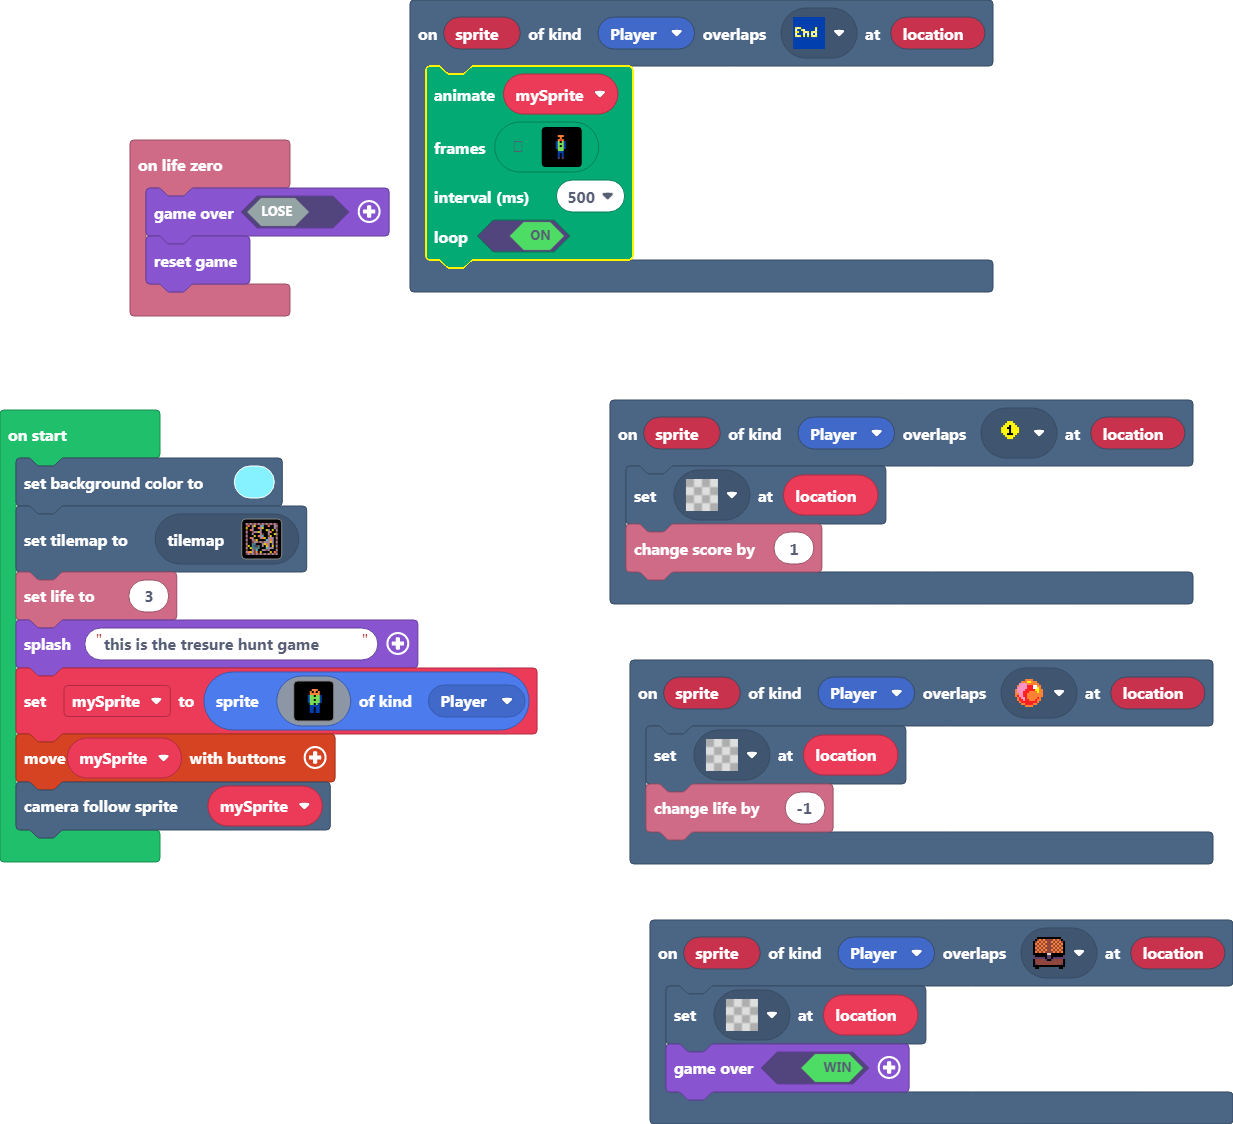 on sprite of kind Player overlaps End at location
animate mySprite
frames
interval (ms) 500
loop ON
on life zero
game over LOSE
reset game
on start
set background color to
set tilemap to tilemap
set life to 3
splash "this is the tresure hunt game "
set mySprite to sprite of kind Player
move mySprite with buttons
camera follow sprite mySprite
on sprite of kind Player overlaps 1 at location
set at location
change score by 1
on sprite of kind Player overlaps at location
set at location
change life by -1
on sprite of kind Player overlaps at location
set at location
game over WIN